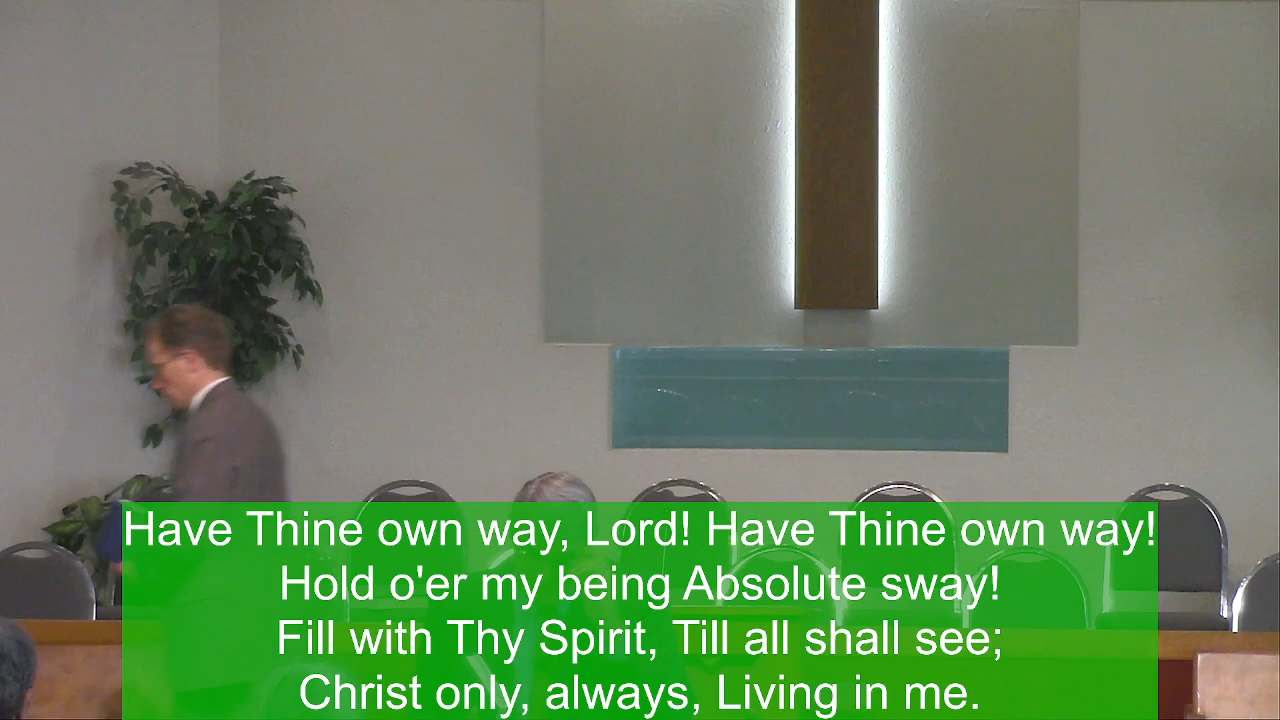 Have Thine own way, Lord! Have Thine own way!
Hold o'er my being Absolute sway!
Fill with Thy Spirit, Till all shall see;
Christ only, always, Living in me.